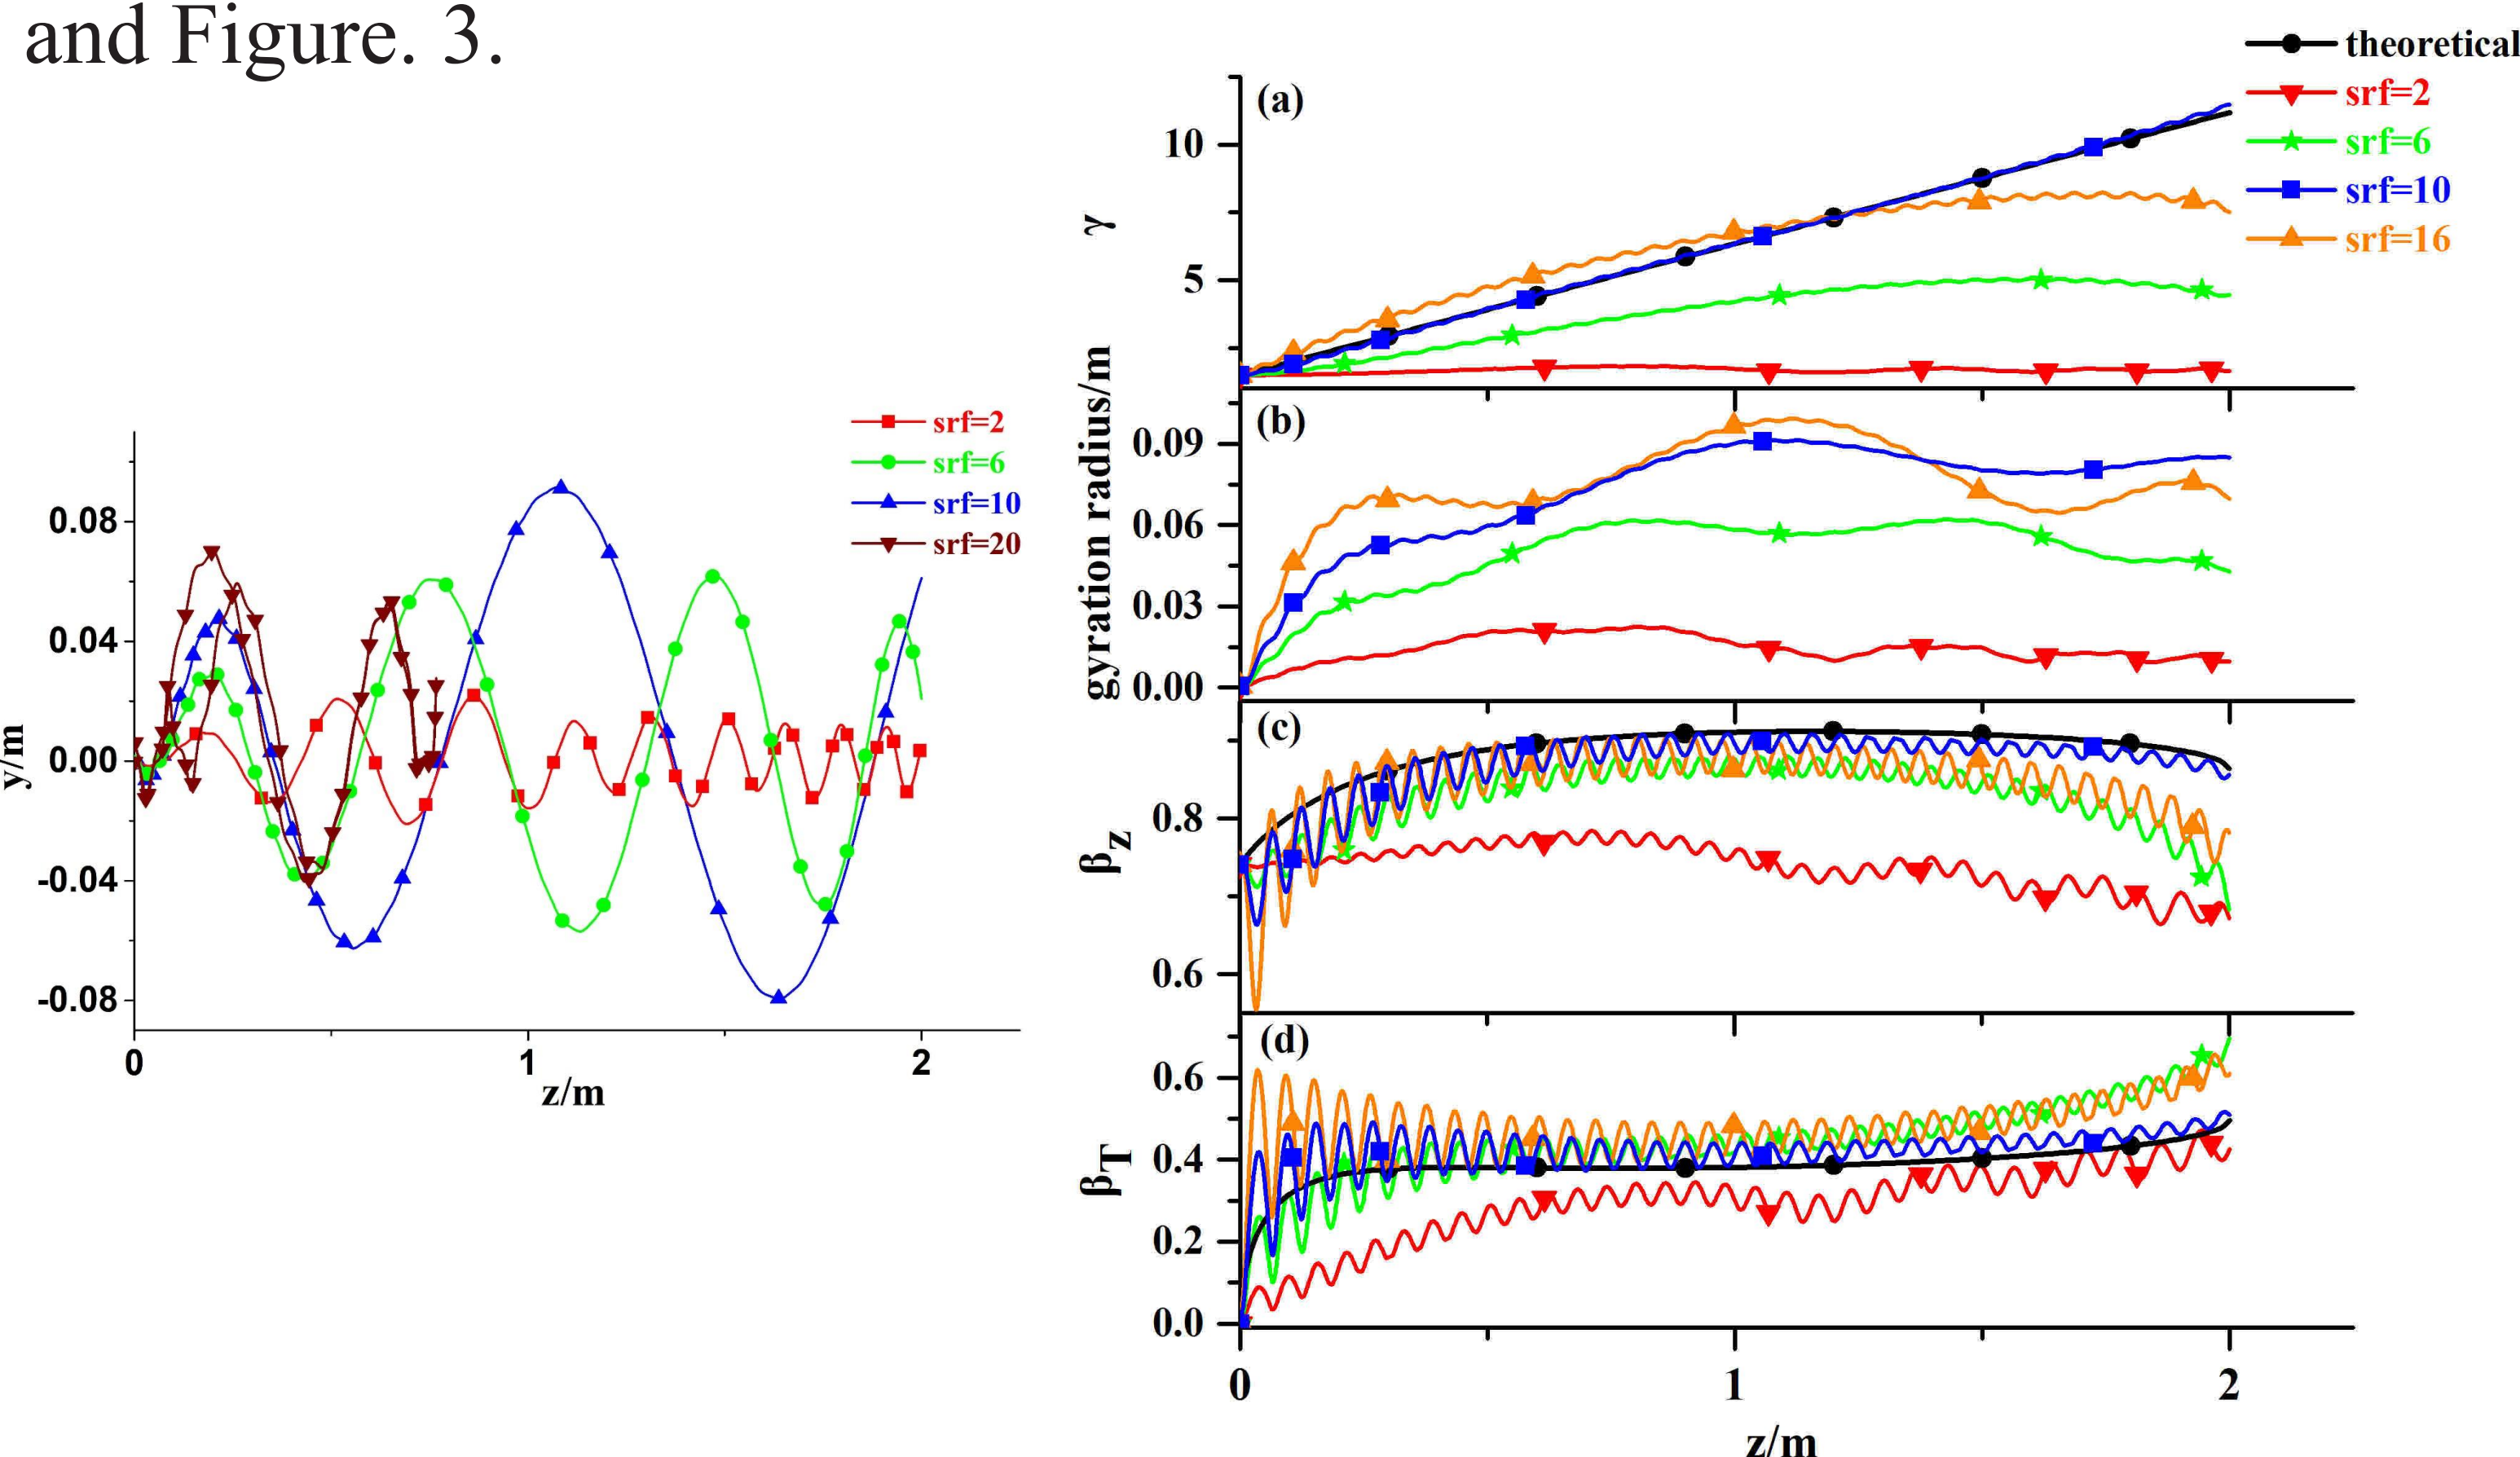 and Figure. 3.
srf=2
srf=6
srf=10
srf=20
0.08
0.04
0.00
-0.04
-0.08
y/m
0 1 2
z/m
theoretical
srf=2
srf=6
srf=10
srf=16
(a)
10
5
γ
(b)
0.09
0.06
0.03
0.00
gyration radius/m
(c)
0.8
0.6
βz
(d)
0.6
0.4
0.2
0.0
βT
0 1 2
z/m